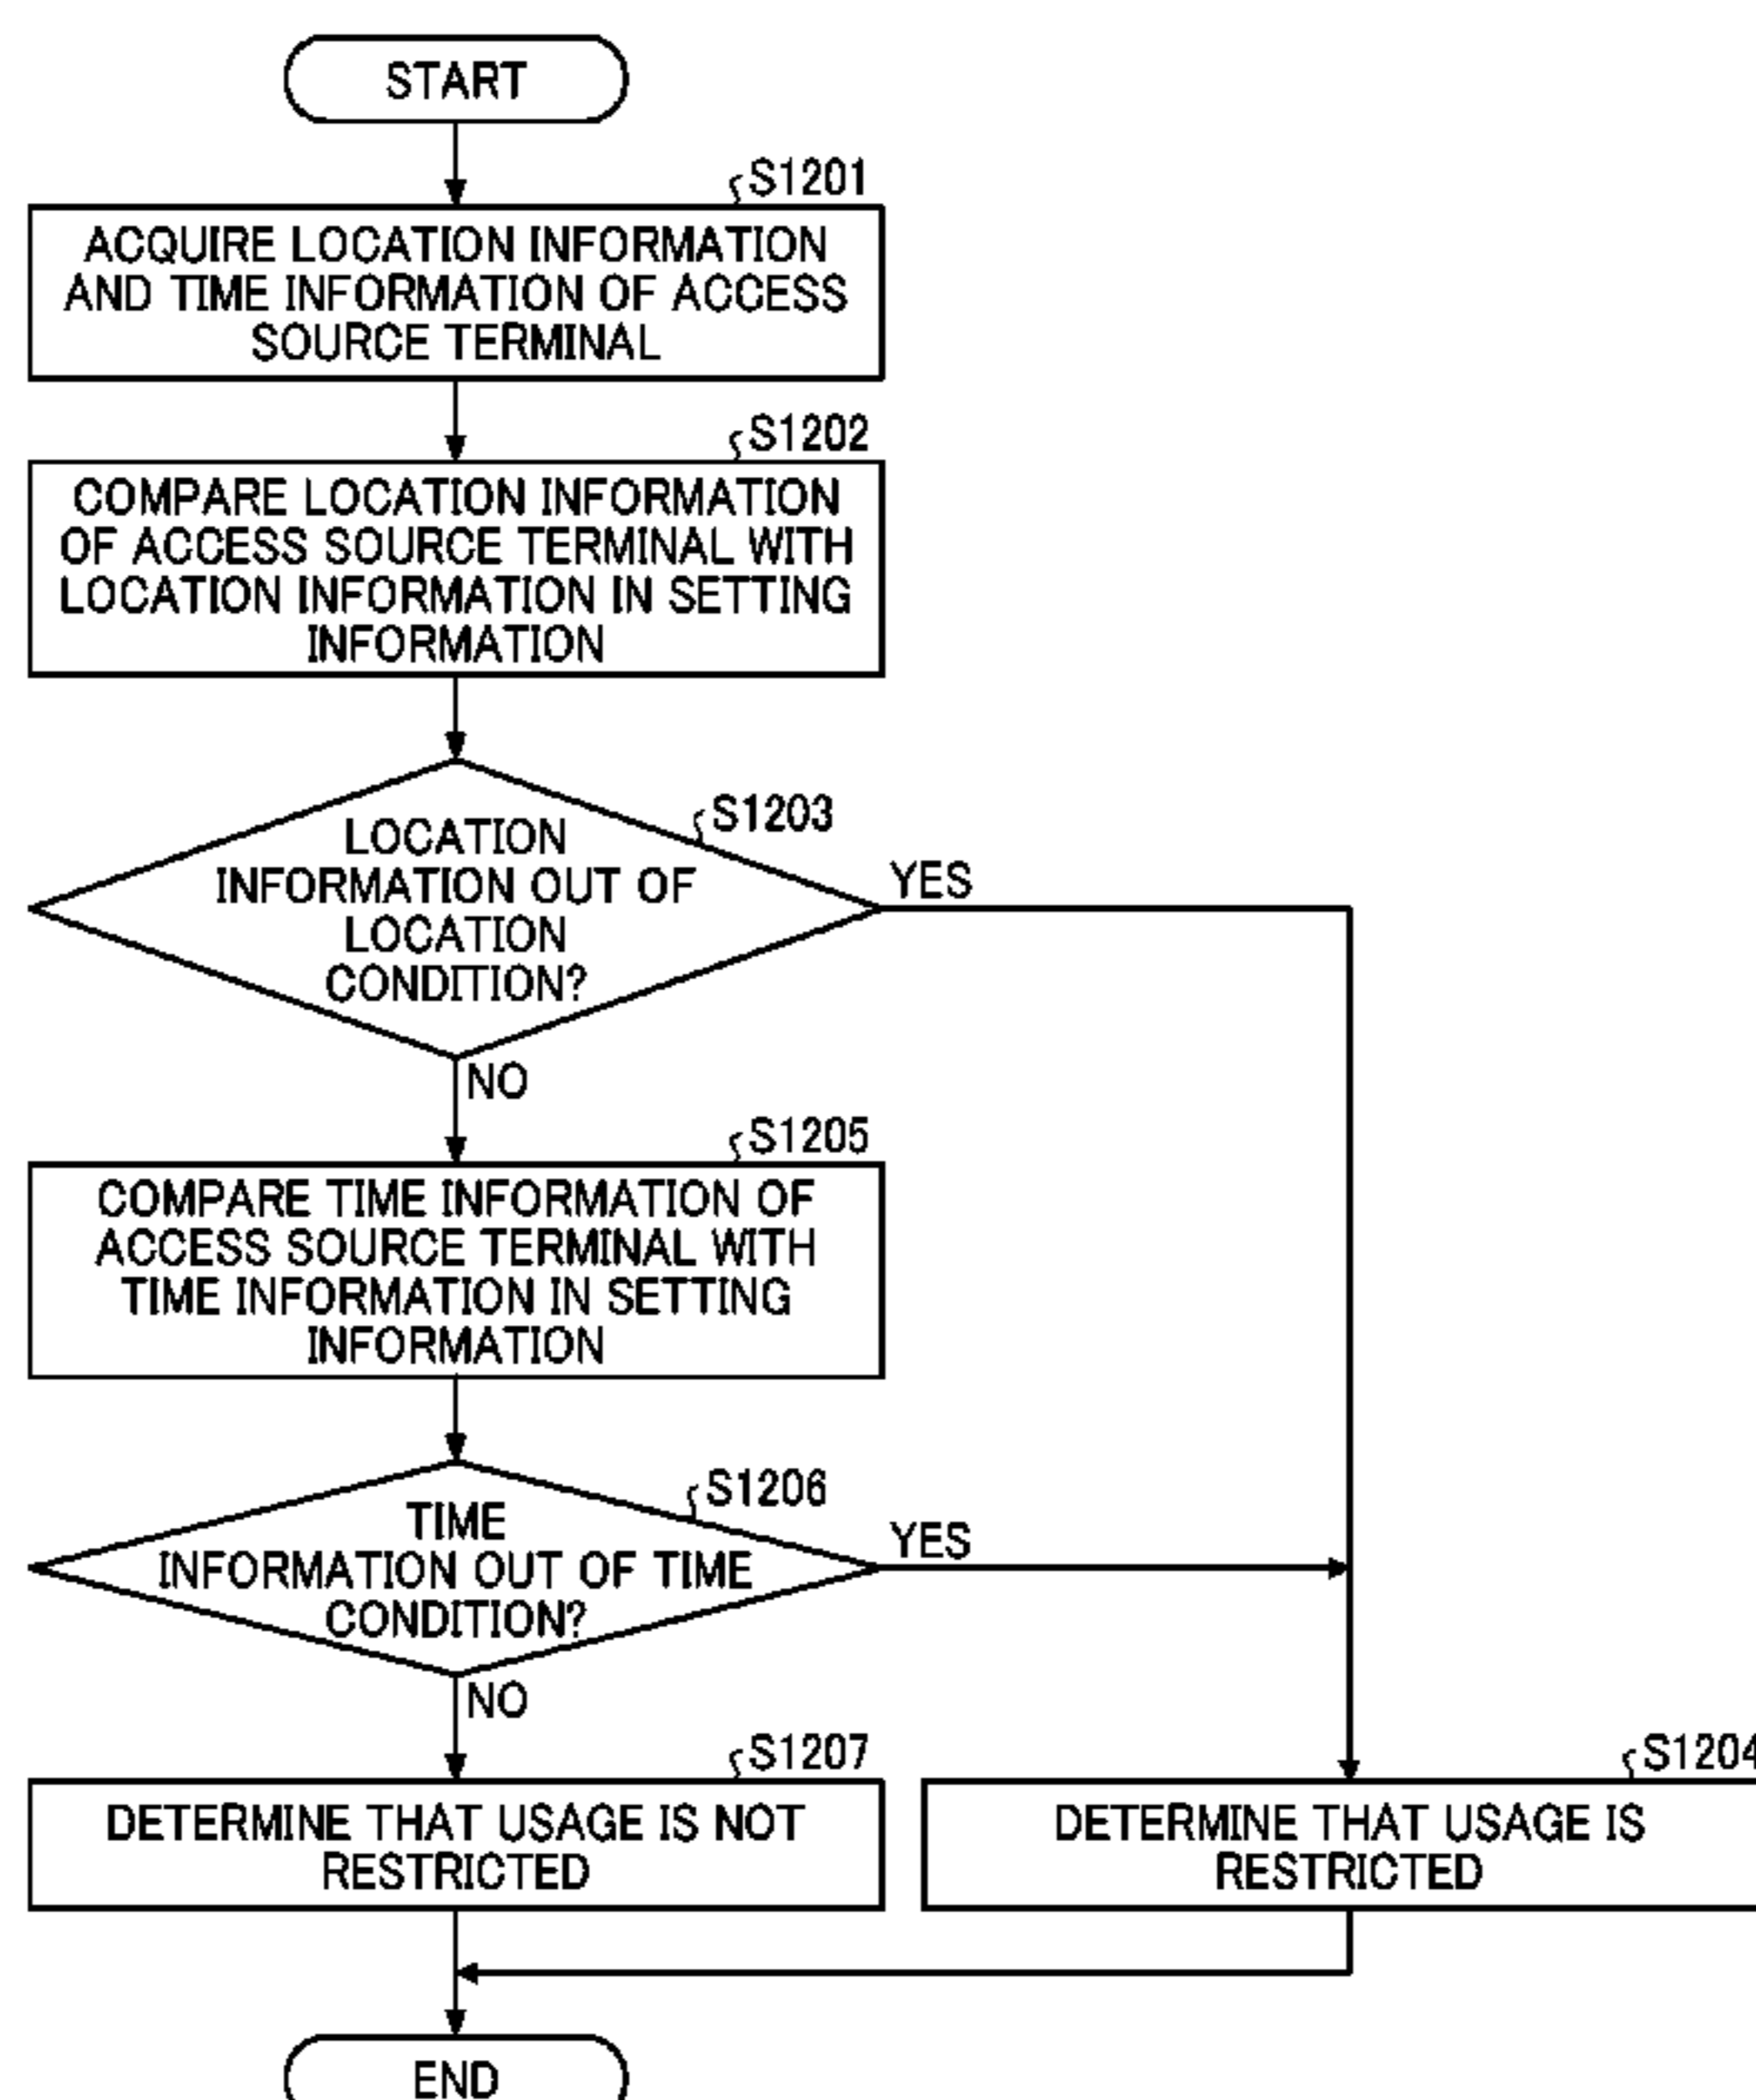 START
S1201
ACQUIRE LOCATION INFORMATION
AND TIME INFORMATION OF ACCESS
SOURCE TERMINAL
S1202
COMPARE LOCATION INFORMATION
OF ACCESS SOURCE TERMINAL WITH
LOCATION INFORMATION IN SETTING
INFORMATION
S1203
LOCATION
INFORMATION OUT OF
LOCATION
CONDITION?
YES
NO
S1205
COMPARE TIME INFORMATION OF
ACCESS SOURCE TERMINAL WITH
TIME INFORMATION IN SETTING
INFORMATION
S1206
TIME
INFORMATION OUT OF TIME
CONDITION?
YES
NO
S1207
DETERMINE THAT USAGE IS NOT
RESTRICTED
S1204
DETERMINE THAT USAGE IS
RESTRICTED
END